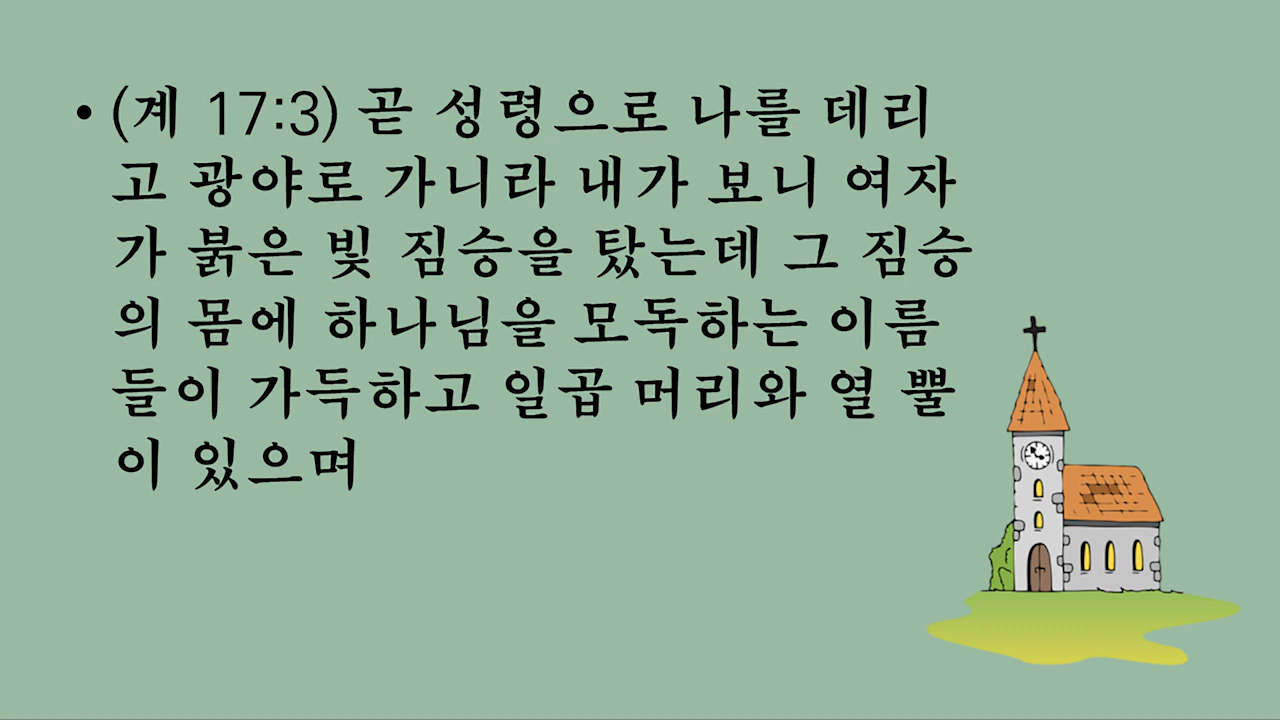 • (계 17:3) 곧 성령으로 나를 데리
고 광야로 가니라 내가 보니 여자
가 붉은 빛 짐승을 탔는데 그 짐승
의 몸에 하나님을 모독하는 이름
들이 가득하고 일곱 머리와 열 뿔
이 있으며